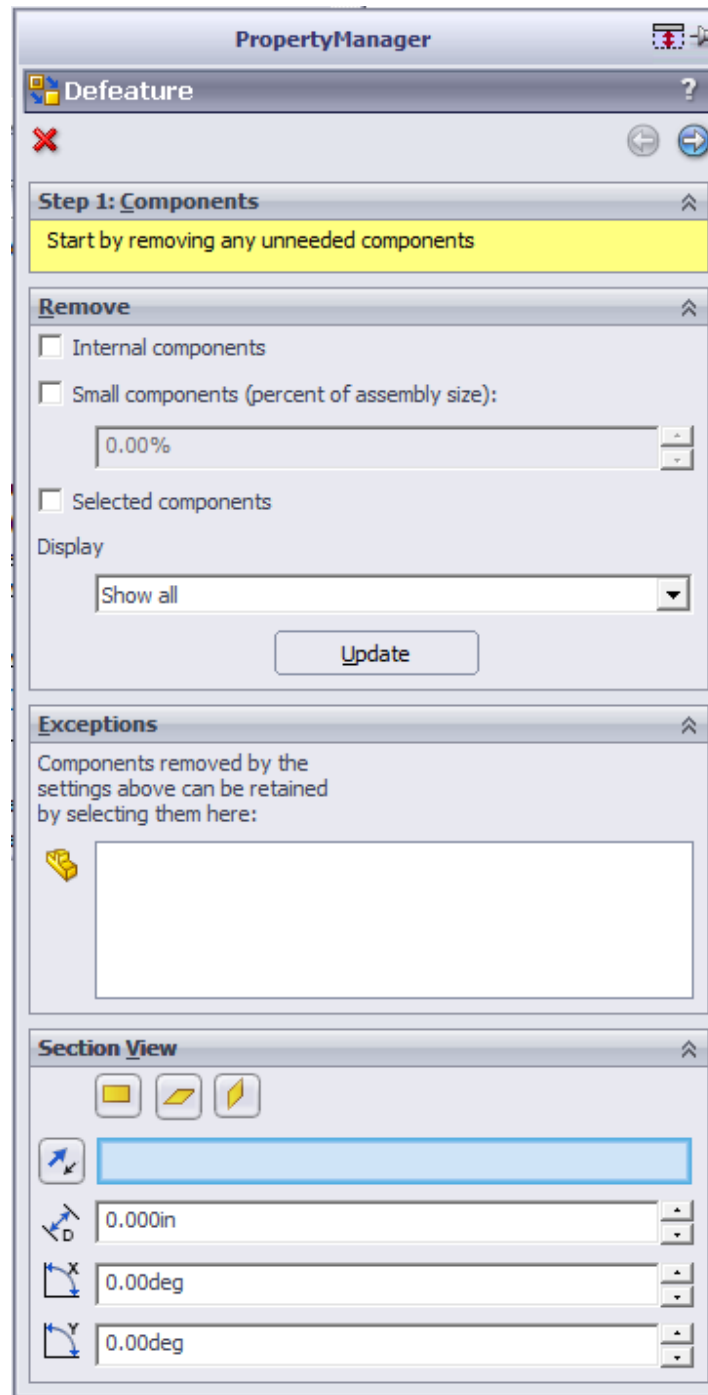 PropertyManager
Defeature
?
Step 1: Components
Start by removing any unneeded components
Remove
Internal components
Small components (percent of assembly size):
0.00%
Selected components
Display
Show all
Update
Exceptions
Components removed by the
settings above can be retained
by selecting them here:
Section View
D
0.000in
X
0.00deg
Y
0.00deg